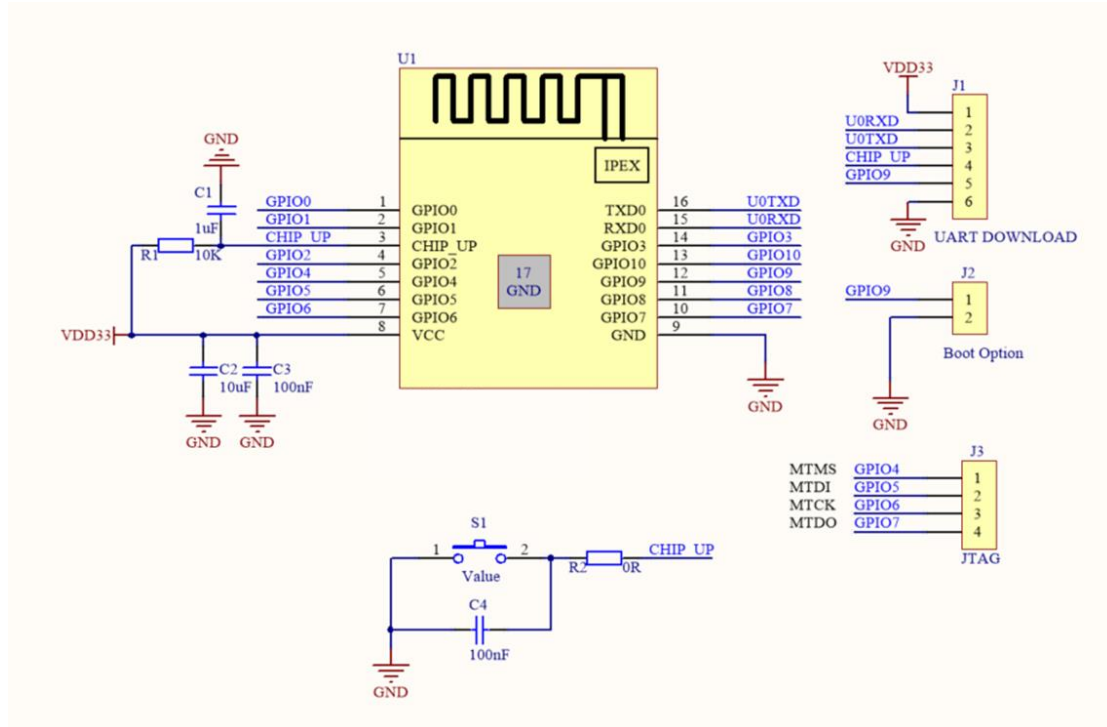 U1
IPEX
GND
C1
1uF
R1
10K
GPIO0 1 GPIO0
GPIO1 2 GPIO1
CHIP_UP 3 CHIP_UP
GPIO2 4 GPIO2
GPIO4 5 GPIO4
GPIO5 6 GPIO5
GPIO6 7 GPIO6
VDD33 8 VCC
17
GND
TXD0 16 U0TXD
RXD0 15 U0RXD
GPIO3 14 GPIO3
GPIO10 13 GPIO10
GPIO9 12 GPIO9
GPIO8 11 GPIO8
GPIO7 10 GPIO7
GND 9
GND
C2 C3
10uF 100nF
GND GND
VDD33
J1
1
U0RXD 2
U0TXD 3
CHIP_UP 4
GPIO9 5
6
GND
UART DOWNLOAD
J2
GPIO9 1
2
Boot Option
GND
J3
MTMS GPIO4 1
MTDI GPIO5 2
MTCK GPIO6 3
MTDO GPIO7 4
JTAG
S1
1 2
Value
R2 0R CHIP_UP
C4
100nF
GND